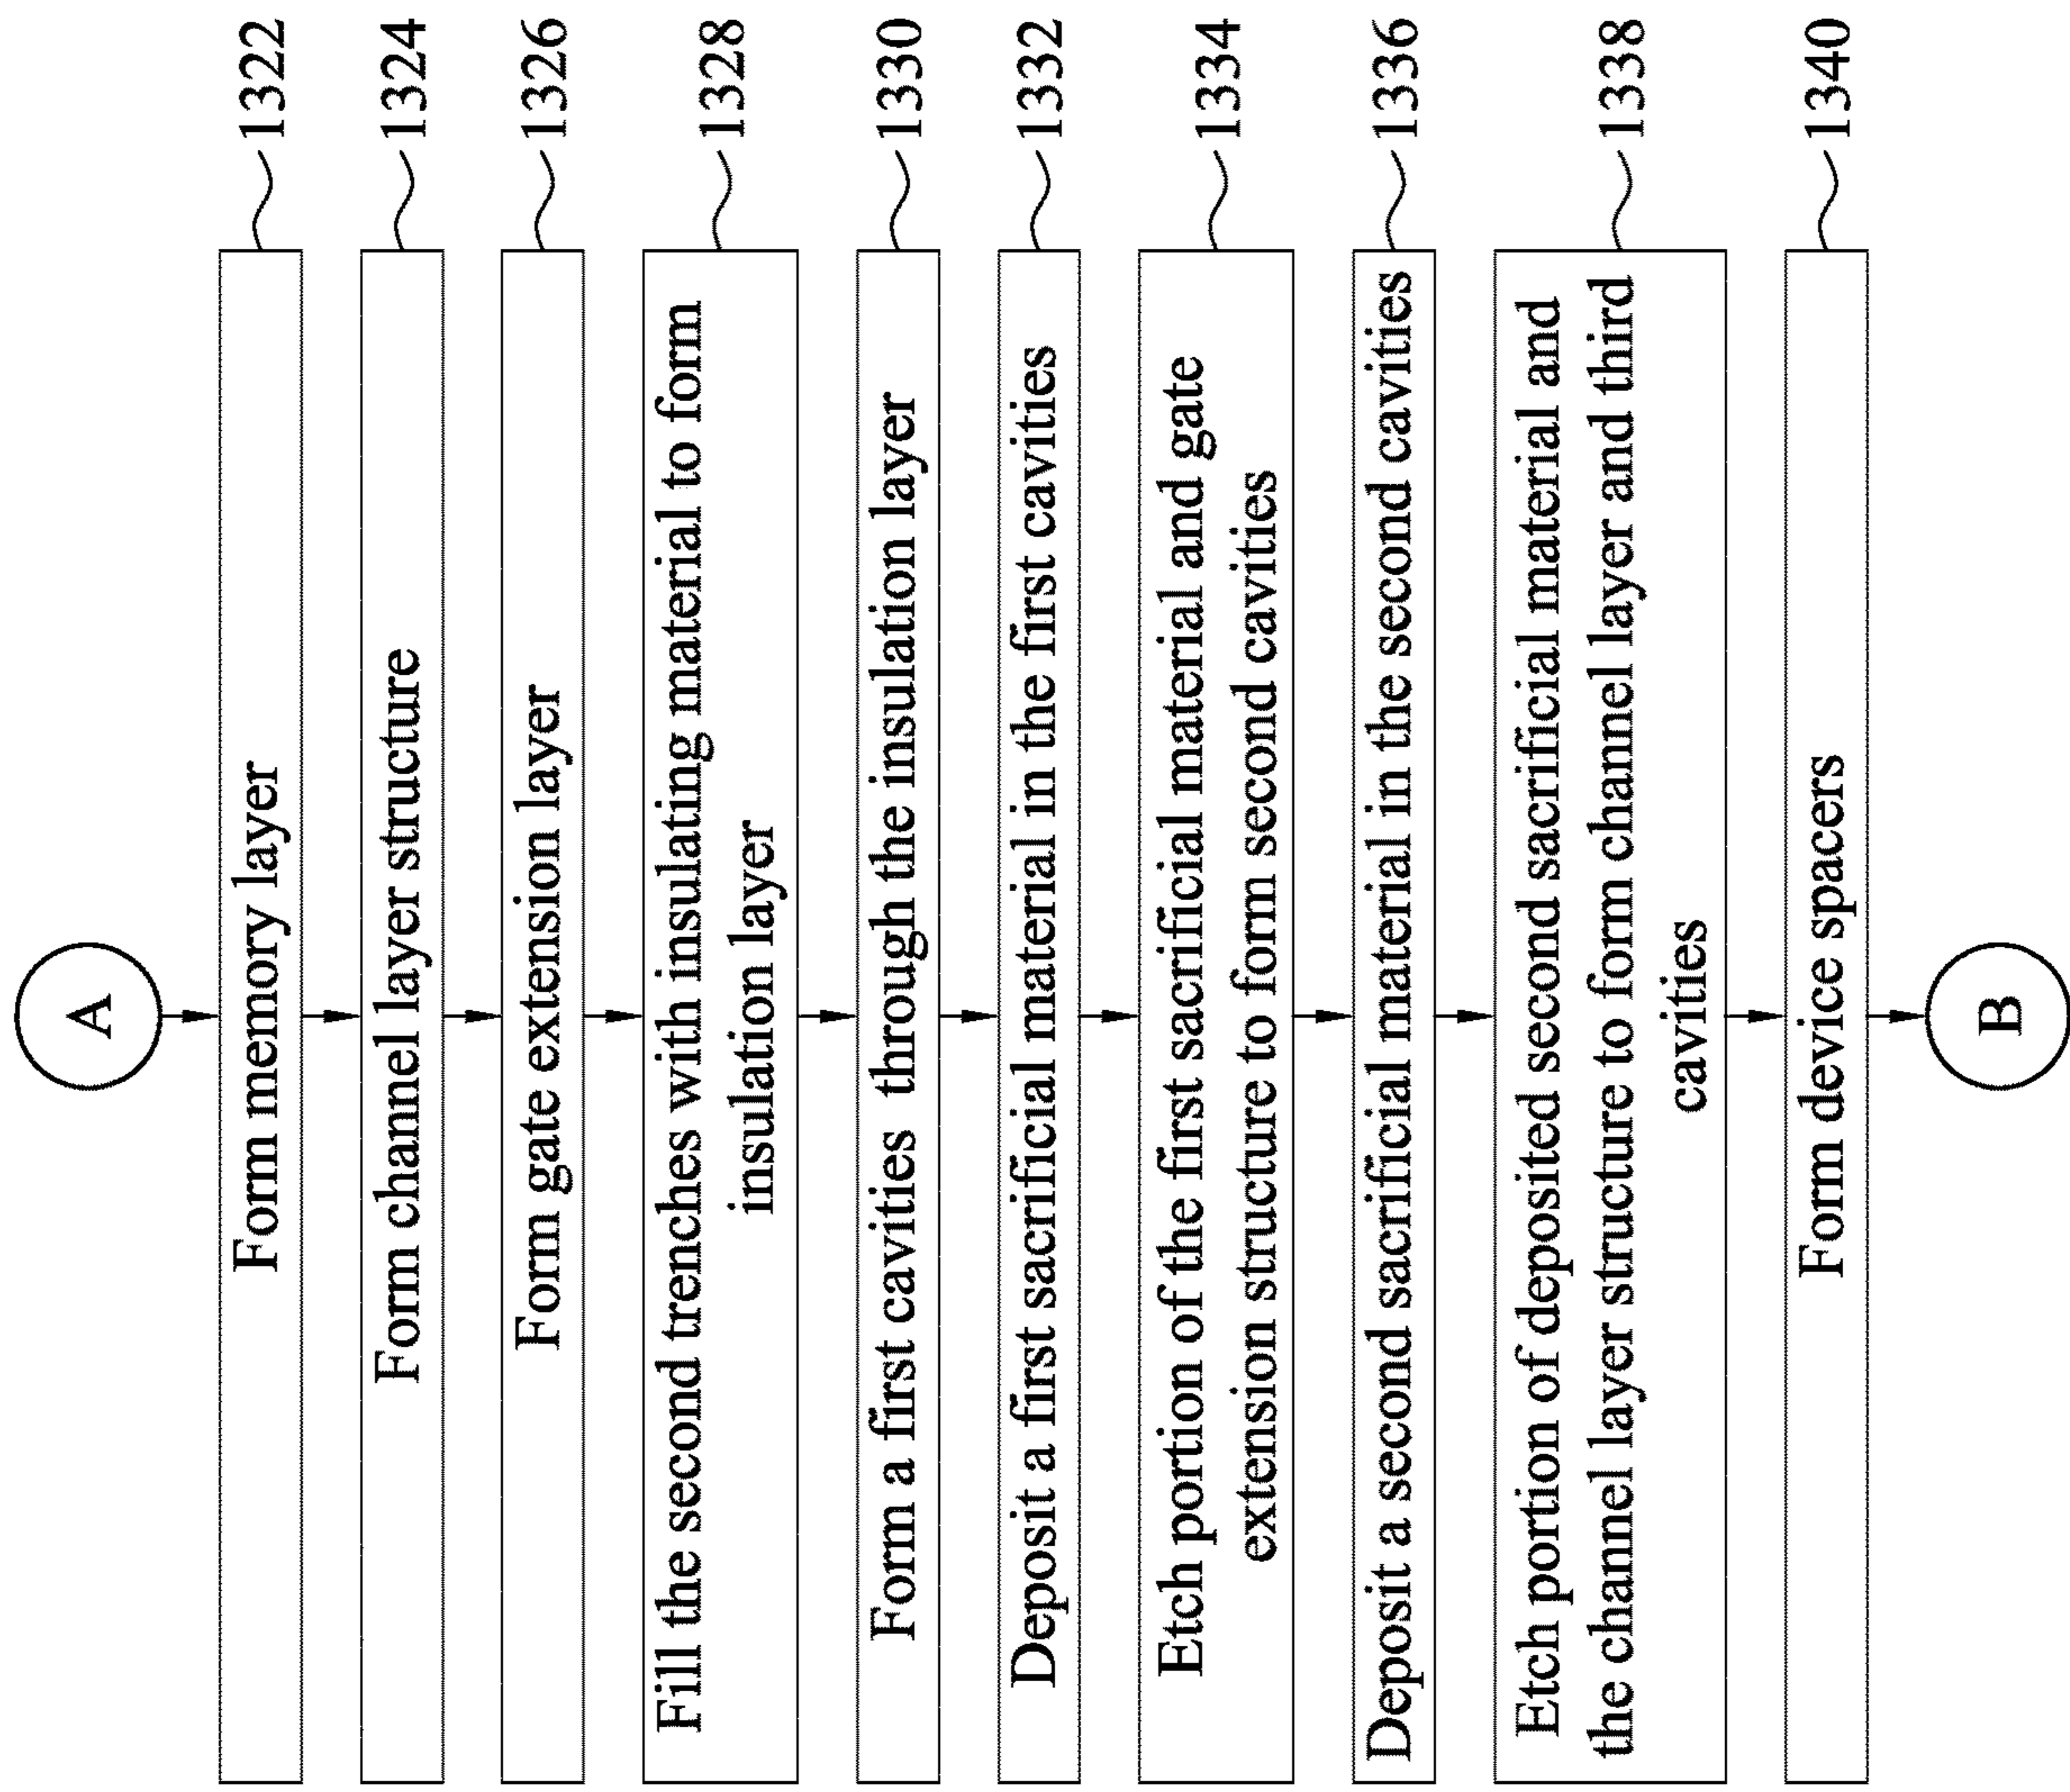 A
Form memory layer
1322
Form channel layer structure
1324
Form gate extension layer
1326
Fill the second trenches with insulating material to form
insulation layer
1328
Form a first cavities through the insulation layer
1330
Deposit a first sacrificial material in the first cavities
1332
Etch portion of the first sacrificial material and gate
extension structure to form second cavities
1334
Deposit a second sacrificial material in the second cavities
1336
Etch portion of deposited second sacrificial material and
the channel layer structure to form channel layer and third
cavities
1338
Form device spacers
1340
B